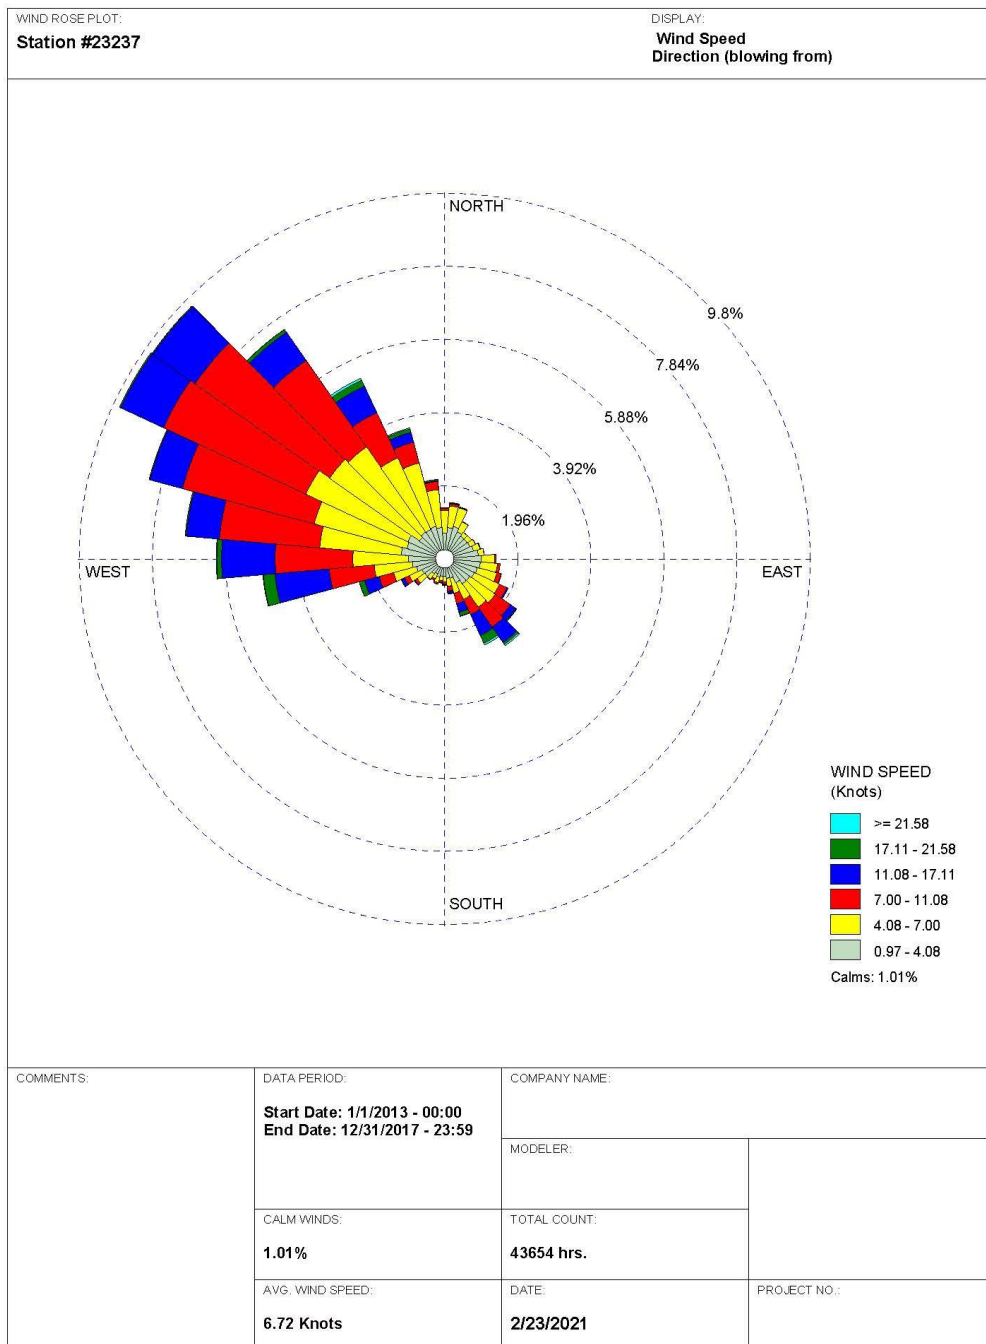 WIND ROSE PLOT:
Station #23237
DISPLAY:
Wind Speed
Direction (blowing from)
NORTH
9.8%
7.84%
5.88%
3.92%
1.96%
WEST
EAST
SOUTH
WIND SPEED
(Knots)
>= 21.58
17.11 - 21.58
11.08 - 17.11
7.00 - 11.08
4.08 - 7.00
0.97 - 4.08
Calms: 1.01%
COMMENTS:
DATA PERIOD:
Start Date: 1/1/2013 - 00:00
End Date: 12/31/2017 - 23:59
COMPANY NAME:
MODELER:
CALM WINDS:
1.01%
TOTAL COUNT:
43654 hrs.
AVG. WIND SPEED:
6.72 Knots
DATE:
2/23/2021
PROJECT NO.: